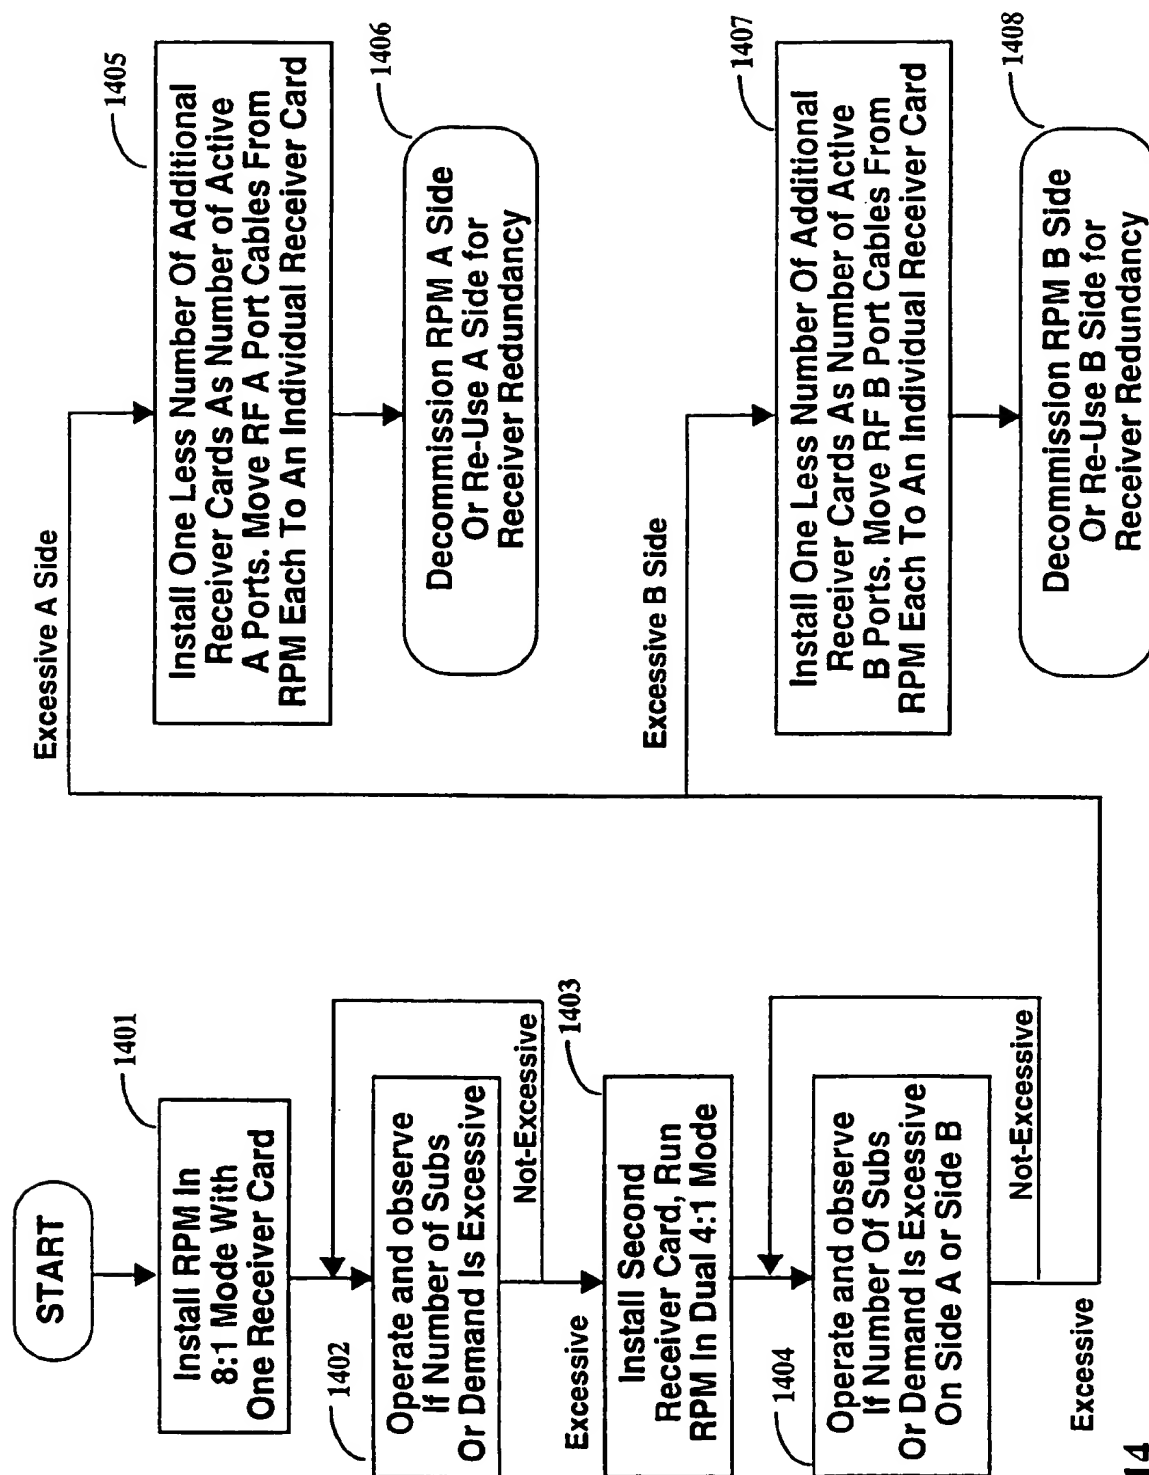 START
1401
Install RPM In
8:1 Mode With
One Receiver Card
1402
Operate and observe
If Number of Subs
Or Demand Is Excessive
Not-Excessive
Excessive
1403
Install Second
Receiver Card, Run
RPM In Dual 4:1 Mode
1404
Operate and observe
If Number Of Subs
Or Demand Is Excessive
On Side A or Side B
Not-Excessive
Excessive
Excessive A Side
1405
Install One Less Number Of Additional
Receiver Cards As Number of Active
A Ports. Move RF A Port Cables From
RPM Each To An Individual Receiver Card
1406
Decommission RPM A Side
Or Re-Use A Side for
Receiver Redundancy
Excessive B Side
1407
Install One Less Number Of Additional
Receiver Cards As Number of Active
B Ports. Move RF B Port Cables From
RPM Each To An Individual Receiver Card
1408
Decommission RPM B Side
Or Re-Use B Side for
Receiver Redundancy
14